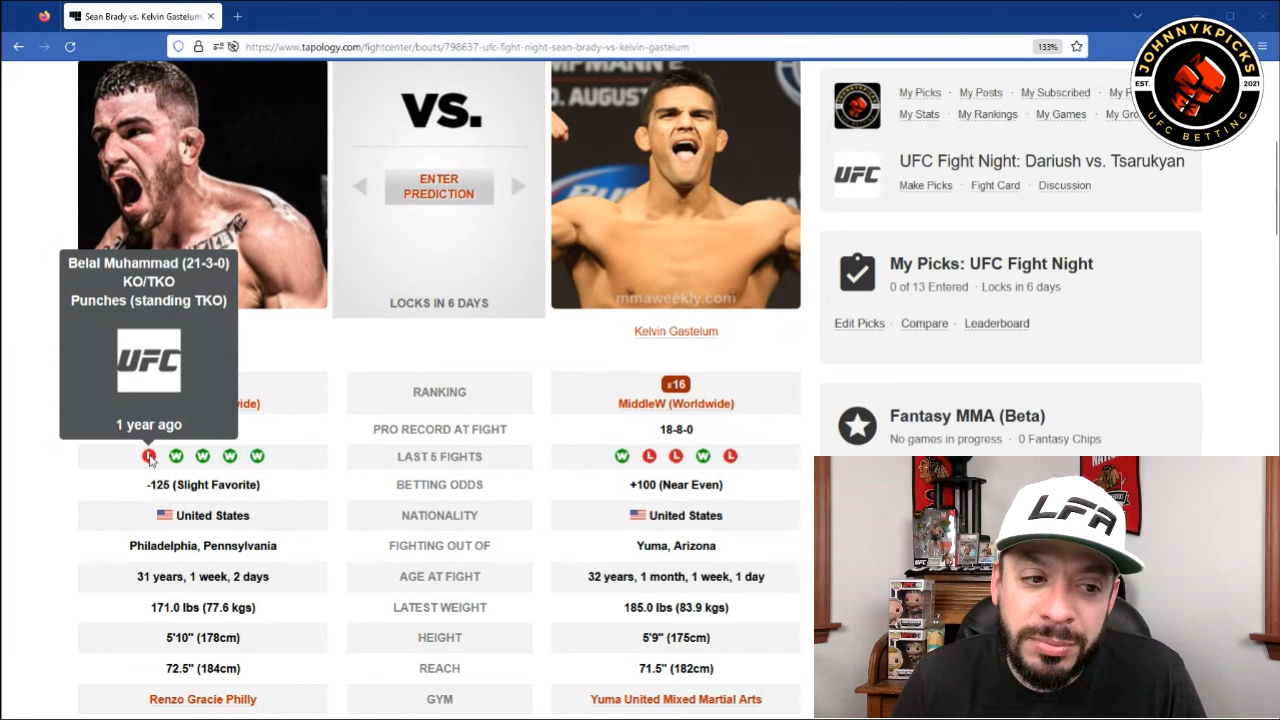 Sean Brady vs. Kelvin Gastelum,
https://www.tapology.com/fightcenter/bouts/798637-ufc-fight-night-sean-brady-vs-kelvin-gastelum
133%
JOHNNYKPICKS
EST.
2021
UFC BETTING
VS.
ENTER
PREDICTION
LOCKS IN 6 DAYS
mmaweekly.com
Kelvin Gastelum
Belal Muhammad (21-3-0)
KO/TKO
Punches (standing TKO)
UFC
1 year ago
RANKING
#16
MiddleW (Worldwide)
PRO RECORD AT FIGHT
18-8-0
L W W W W
LAST 5 FIGHTS
W L L W L
-125 (Slight Favorite)
BETTING ODDS
+100 (Near Even)
United States
NATIONALITY
United States
Philadelphia, Pennsylvania
FIGHTING OUT OF
Yuma, Arizona
31 years, 1 week, 2 days
AGE AT FIGHT
32 years, 1 month, 1 week, 1 day
171.0 lbs (77.6 kgs)
LATEST WEIGHT
185.0 lbs (83.9 kgs)
5'10" (178cm)
HEIGHT
5'9" (175cm)
72.5" (184cm)
REACH
71.5" (182cm)
Renzo Gracie Philly
GYM
Yuma United Mixed Martial Arts
My Picks · My Posts · My Subscribed
My Stats · My Rankings · My Games
UFC
UFC Fight Night: Dariush vs. Tsarukyan
Make Picks · Fight Card · Discussion
My Picks: UFC Fight Night
0 of 13 Entered · Locks in 6 days
Edit Picks · Compare · Leaderboard
Fantasy MMA (Beta)
No games in progress · 0 Fantasy Chips
LFA